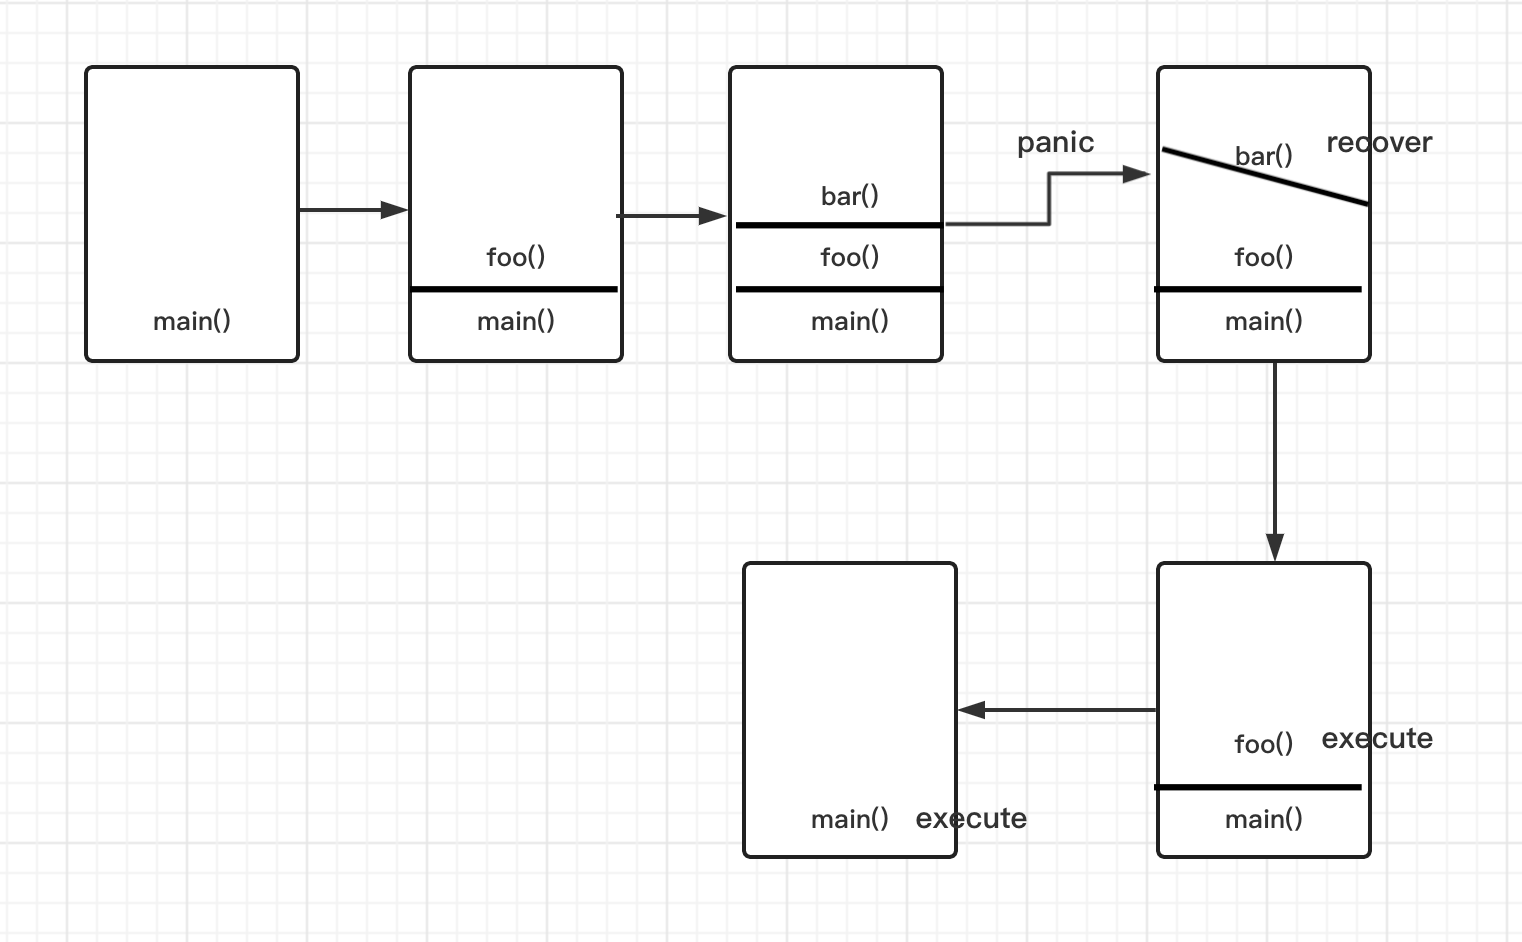 main()
foo()
main()
bar()
foo()
main()
panic
bar() recover
foo()
main()
foo() execute
main()
main() execute